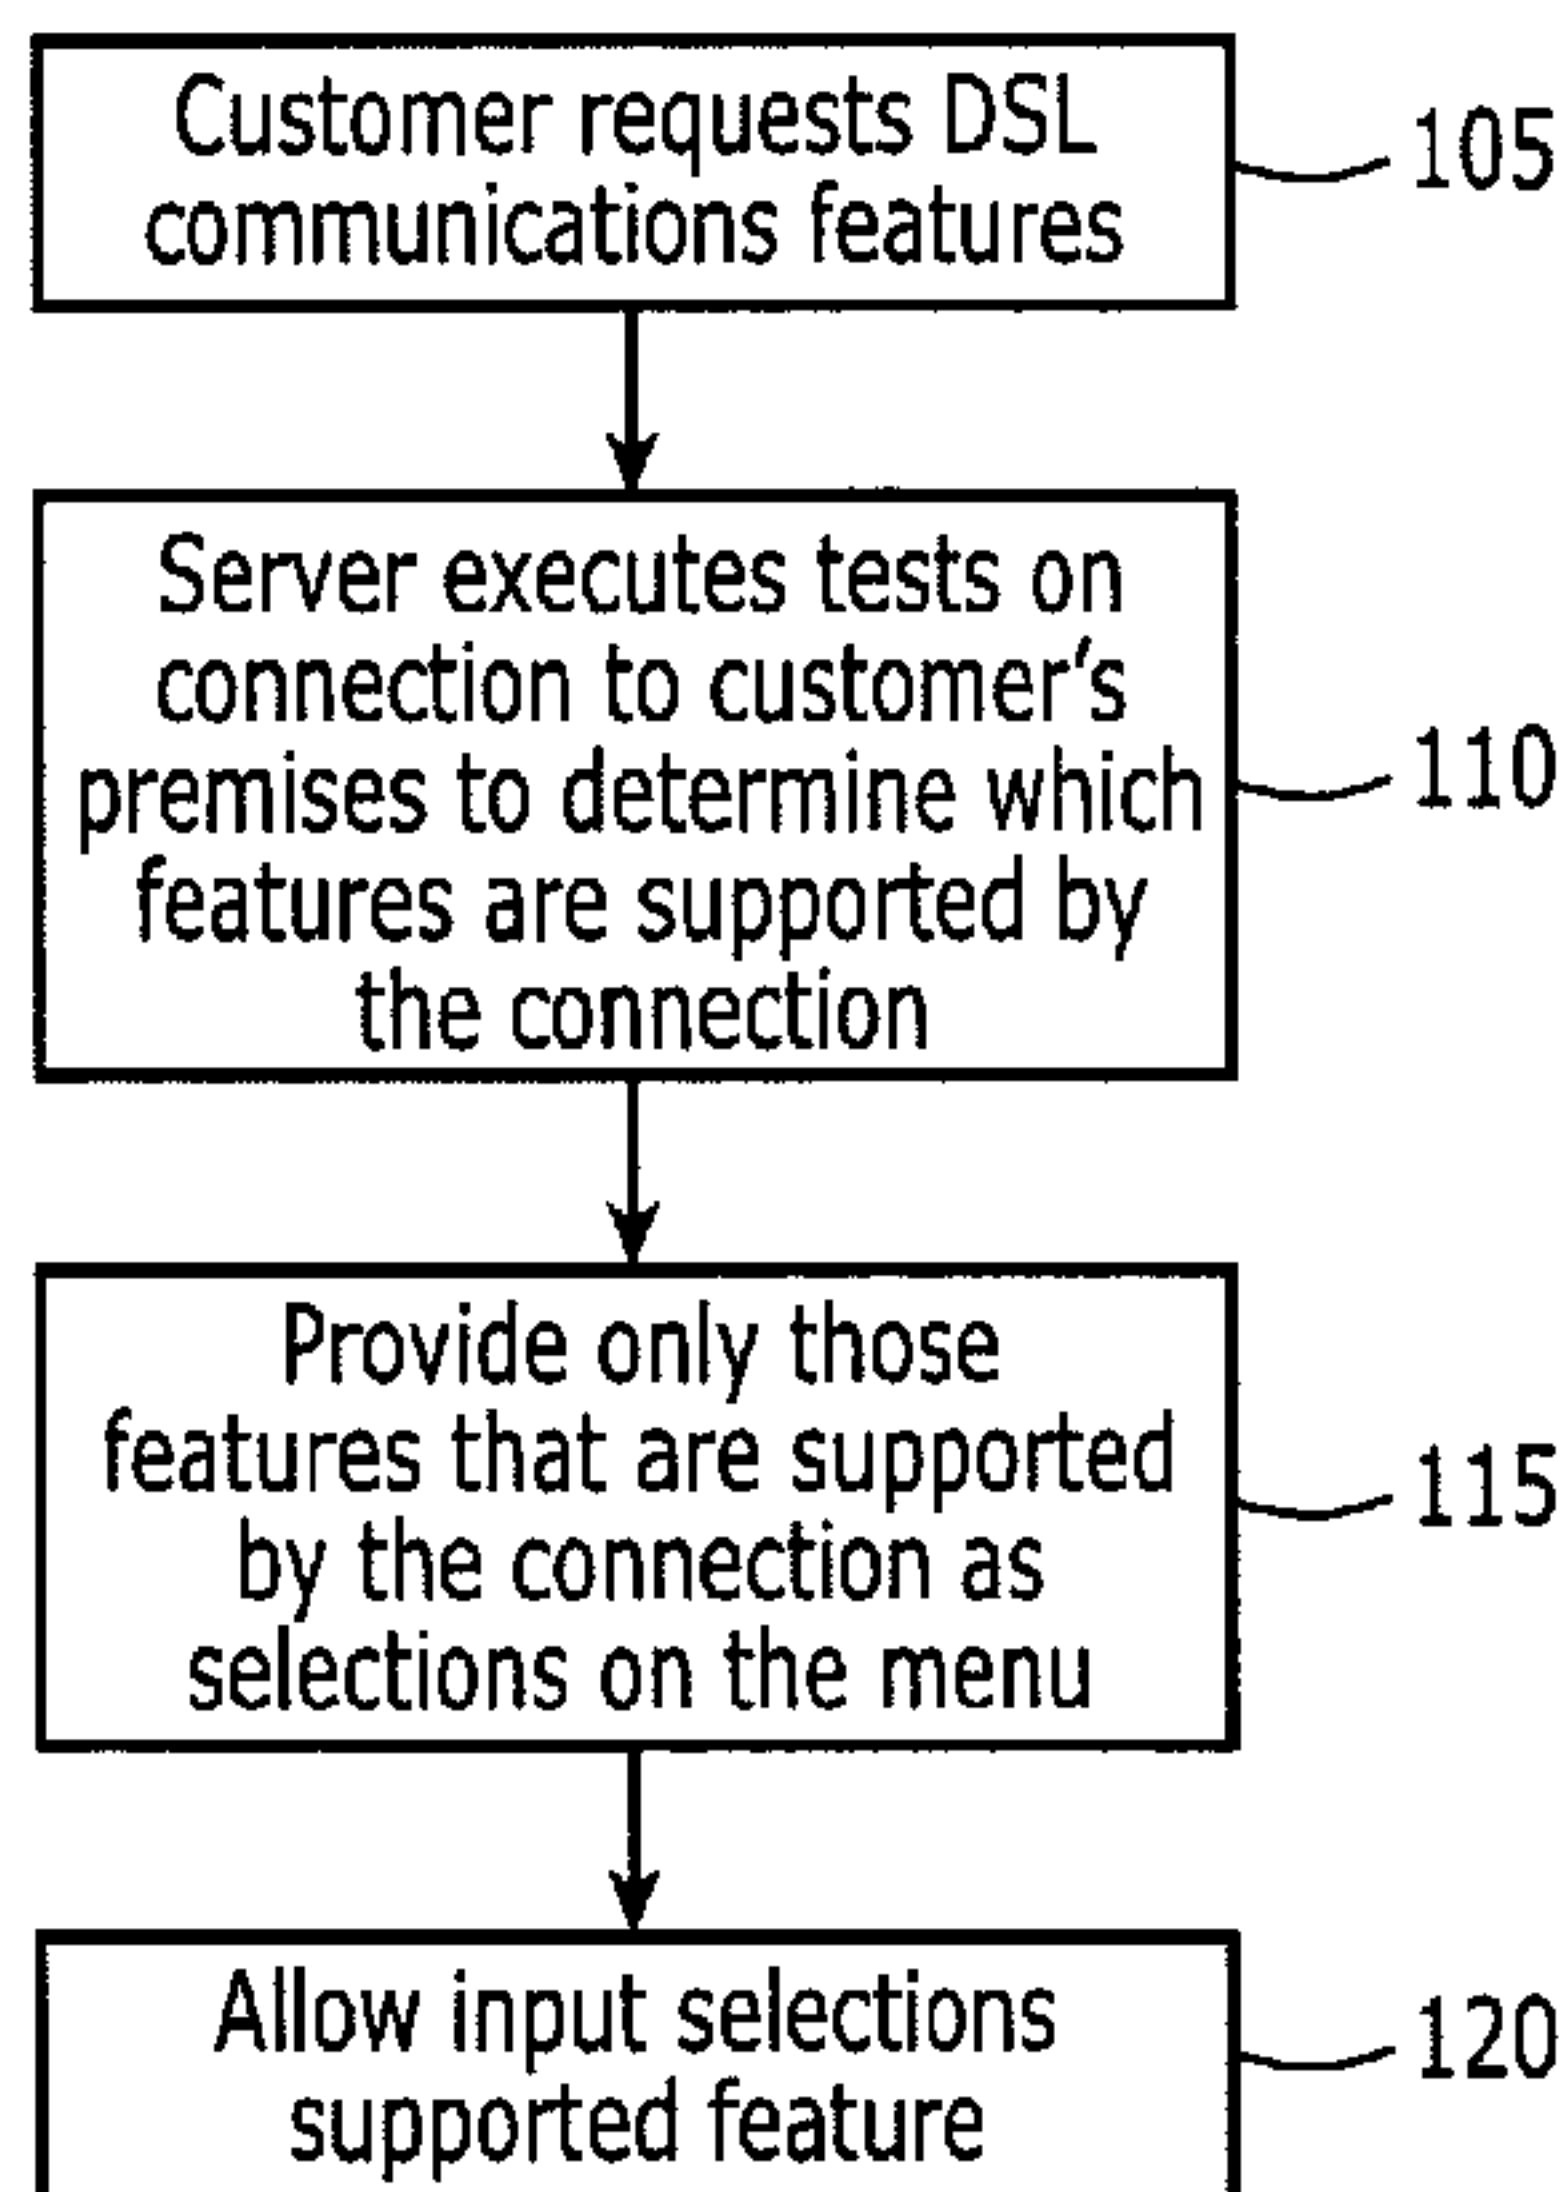 Customer requests DSL
communications features
105
Server executes tests on
connection to customer's
premises to determine which
features are supported by
the connection
110
Provide only those
features that are supported
by the connection as
selections on the menu
115
Allow input selections
supported feature
120